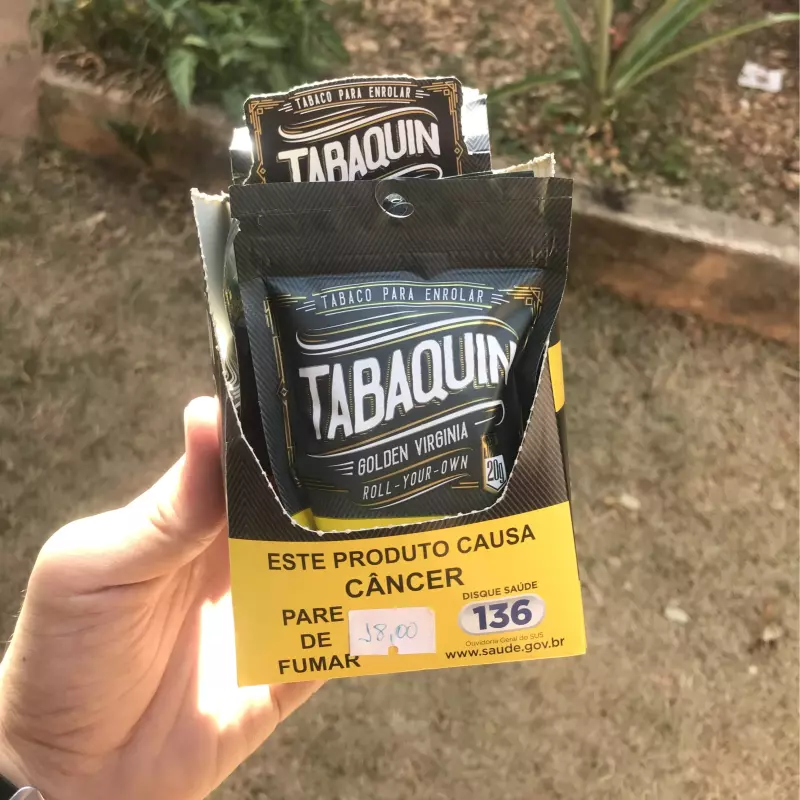 TABACO PARA ENROLAR
TABAQUIN
TABACO PARA ENROLAR
TABAQUIN
GOLDEN VIRGINIA
ROLL-YOUR-OWN
20g
ESTE PRODUTO CAUSA
CÂNCER
PARE
DE
FUMAR
18,00
DISQUE SAÚDE
136
Ouvidoria Geral do SUS
www.saude.gov.br